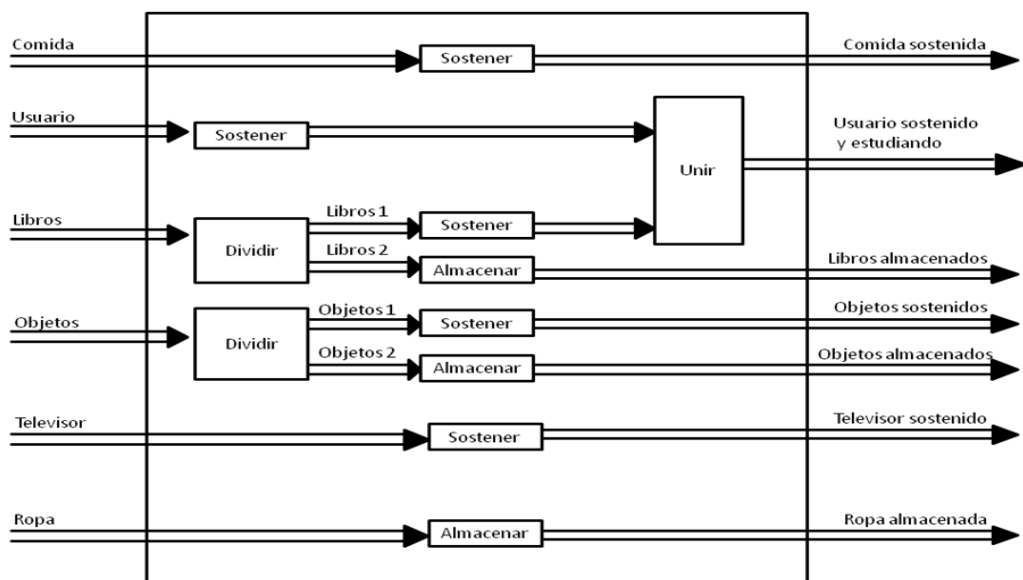 Comida
Sostener
Comida sostenida
Usuario
Sostener
Unir
Usuario sostenido
y estudiando
Libros
Dividir
Libros 1
Sostener
Libros 2
Almacenar
Libros almacenados
Objetos
Dividir
Objetos 1
Sostener
Objetos sostenidos
Objetos 2
Almacenar
Objetos almacenados
Televisor
Sostener
Televisor sostenido
Ropa
Almacenar
Ropa almacenada